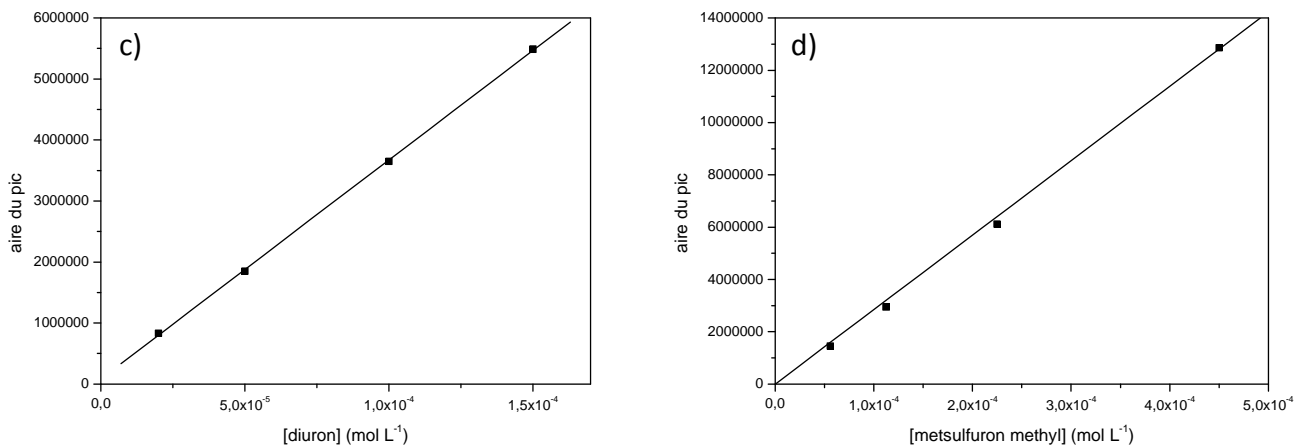 c)
6000000
5000000
4000000
3000000
2000000
1000000
0
aire du pic
0,0
5,0x10⁻⁵
1,0x10⁻⁴
1,5x10⁻⁴
[diuron] (mol L⁻¹)
d)
14000000
12000000
10000000
8000000
6000000
4000000
2000000
0
aire du pic
0,0
1,0x10⁻⁴
2,0x10⁻⁴
3,0x10⁻⁴
4,0x10⁻⁴
5,0x10⁻⁴
[metsulfuron methyl] (mol L⁻¹)